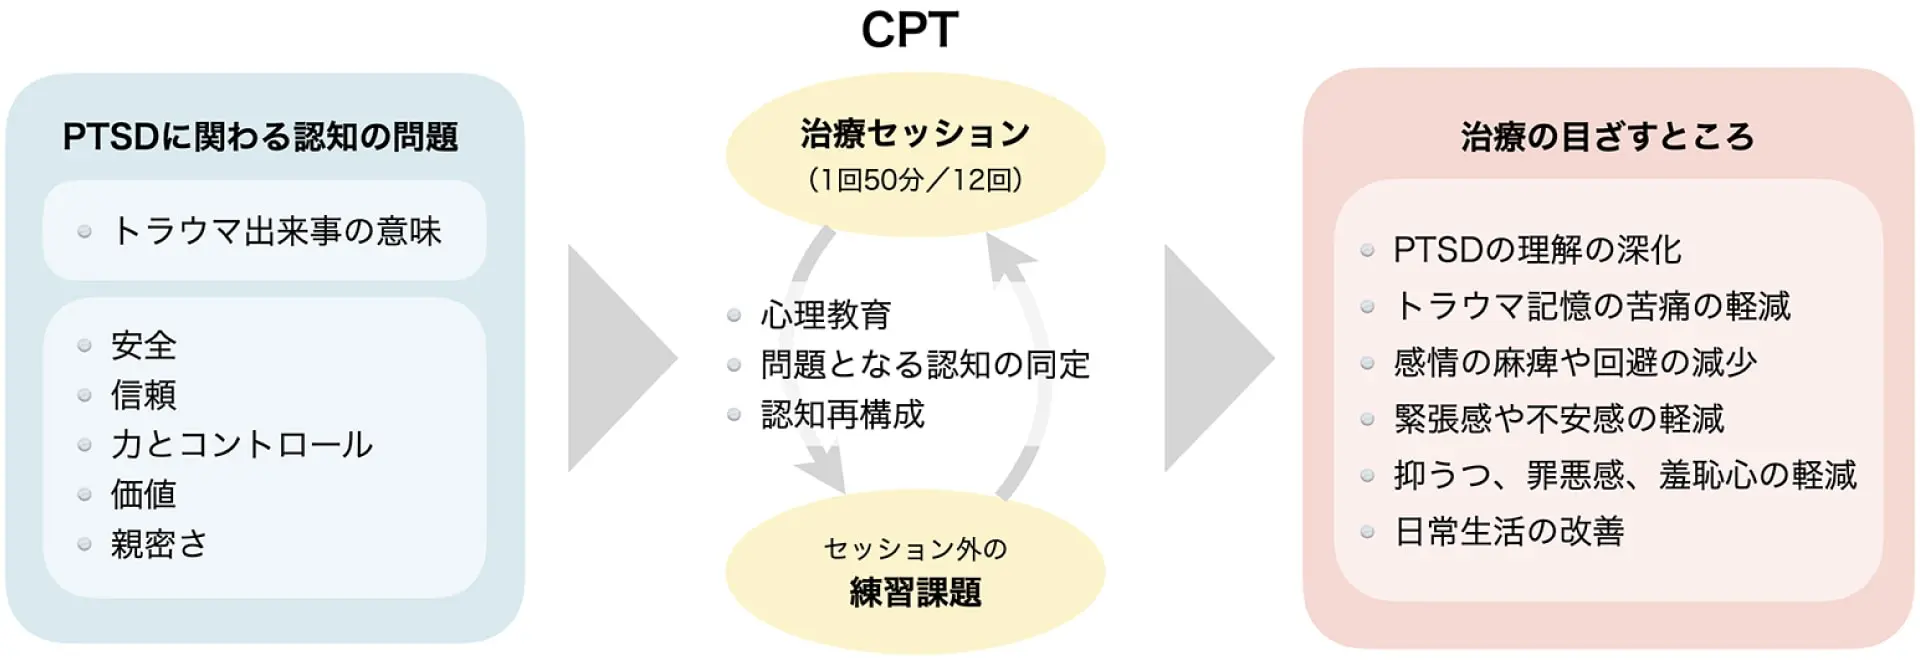 CPT
PTSDに関わる認知の問題
トラウマ出来事の意味
安全
信頼
力とコントロール
価値
親密さ
治療セッション
（1回50分／12回）
心理教育
問題となる認知の同定
認知再構成
セッション外の
練習課題
治療の目ざすところ
PTSDの理解の深化
トラウマ記憶の苦痛の軽減
感情の麻痺や回避の減少
緊張感や不安感の軽減
抑うつ、罪悪感、羞恥心の軽減
日常生活の改善